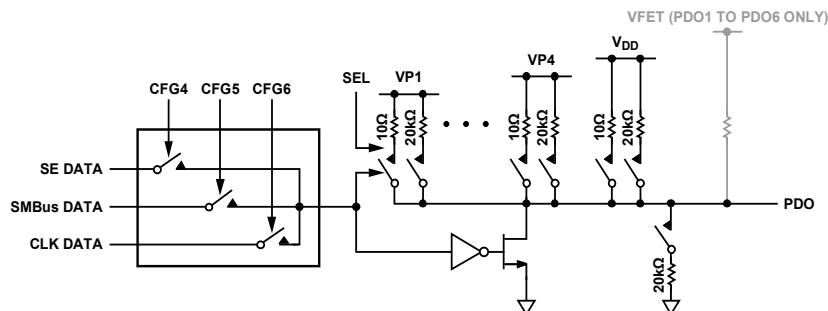 VFET (PDO1 TO PDO6 ONLY)
VDD
VP4
SEL
VP1
CFG4
CFG5
CFG6
10Ω
20kΩ
10Ω
20kΩ
10Ω
20kΩ
SE DATA
SMBus DATA
PDO
CLK DATA
20kΩ